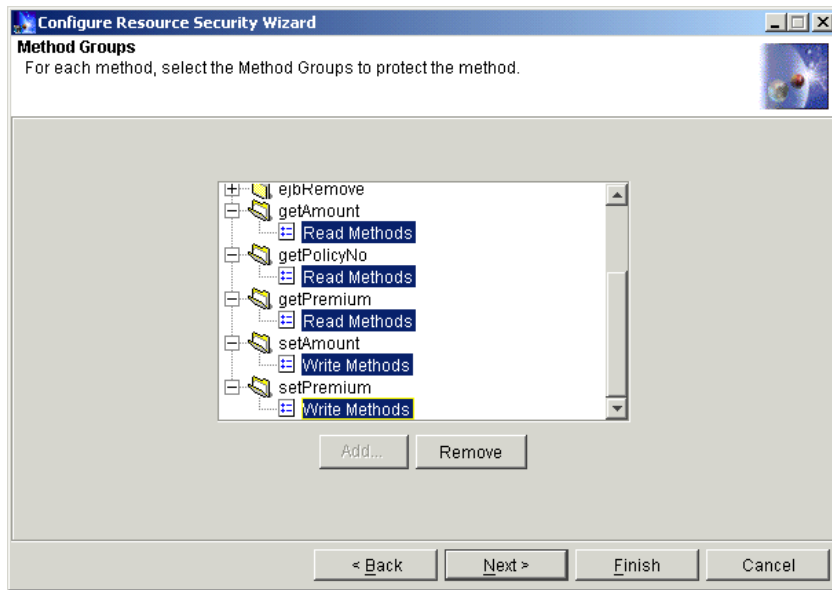 Configure Resource Security Wizard
Method Groups
For each method, select the Method Groups to protect the method.
ejbRemove
getAmount
Read Methods
getPolicyNo
Read Methods
getPremium
Read Methods
setAmount
Write Methods
setPremium
Write Methods
Add... Remove
< Back Next > Finish Cancel